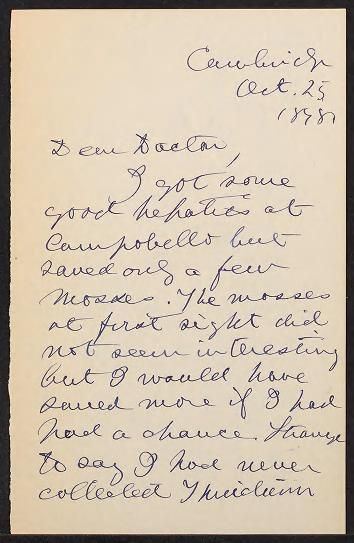 Cambridge
Oct. 25
1898
Dear Doctor,
I got some
good hepatics at
Campobello but
saved only a few
mosses. The mosses
at first sight did
not seem interesting
but I would have
saved more if I had
had a chance. Strange
to say I had never
collected Thuidium